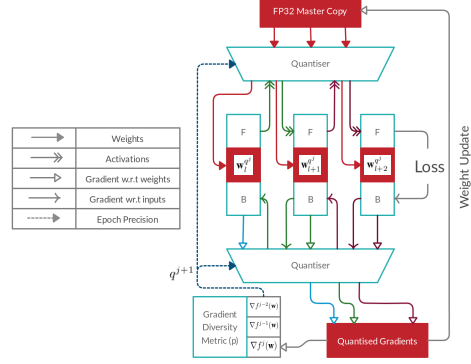 FP32 Master Copy
Quantiser
F
F
F
Weights
Activations
Gradient w.r.t weights
Gradient w.r.t inputs
Epoch Precision
w_l^{q^j}
w_{l+1}^{q^j}
w_{l+2}^{q^j}
Loss
Weight Update
B
B
B
Quantiser
q^{j+1}
Gradient
Diversity
Metric (p)
∇f^{j-2}(w)
∇f^{j-1}(w)
∇f^j(w)
Quantised Gradients